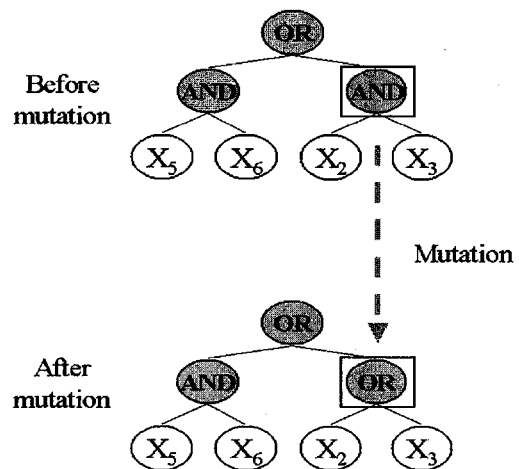 OR
Before
mutation
AND AND
X5 X6 X2 X3
Mutation
OR
After
mutation
AND OR
X5 X6 X2 X3